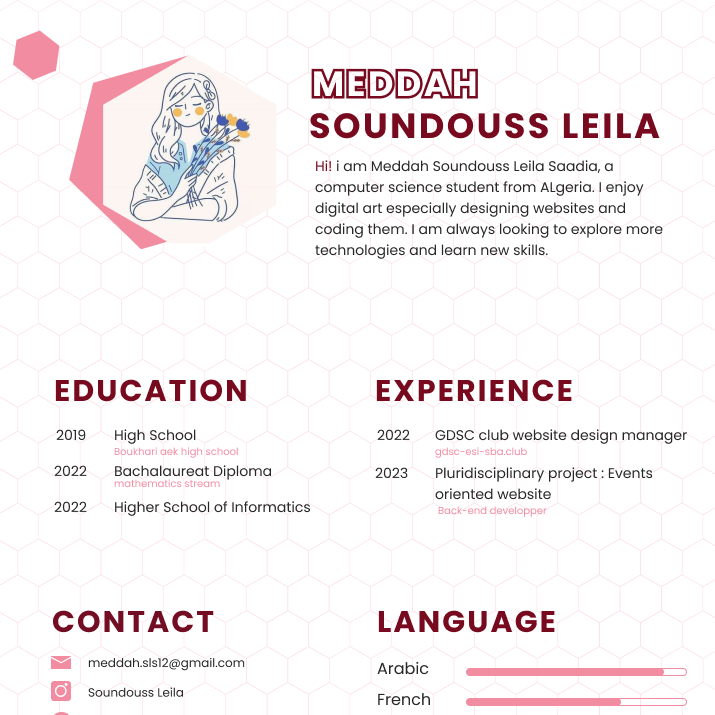 MEDDAH
SOUNDOUSS LEILA
Hi! i am Meddah Soundouss Leila Saadia, a
computer science student from ALgeria. I enjoy
digital art especially designing websites and
coding them. I am always looking to explore more
technologies and learn new skills.
EDUCATION
2019 High School
Boukhari aek high school
2022 Bachalaureat Diploma
mathematics stream
2022 Higher School of Informatics
EXPERIENCE
2022 GDSC club website design manager
gdsc-esi-sba.club
2023 Pluridisciplinary project : Events
oriented website
Back-end developper
CONTACT
meddah.sls12@gmail.com
Soundouss Leila
LANGUAGE
Arabic
French